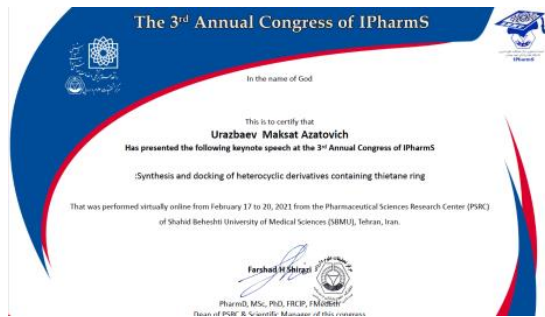 The 3rd Annual Congress of IPharmS
IPharmS
In the name of God
This is to certify that
Urazbaev Maksat Azatovich
Has presented the following keynote speech at the 3rd Annual Congress of IPharmS
:Synthesis and docking of heterocyclic derivatives containing thietane ring
That was performed virtually online from February 17 to 20, 2021 from the Pharmaceutical Sciences Research Center (PSRC)
of Shahid Beheshti University of Medical Sciences (SBMU), Tehran, Iran.
Farshad H Shirazi
PharmD, MSc, PhD, FRCIP, FMedeth
Dean of PSRC & Scientific Manager of this congress